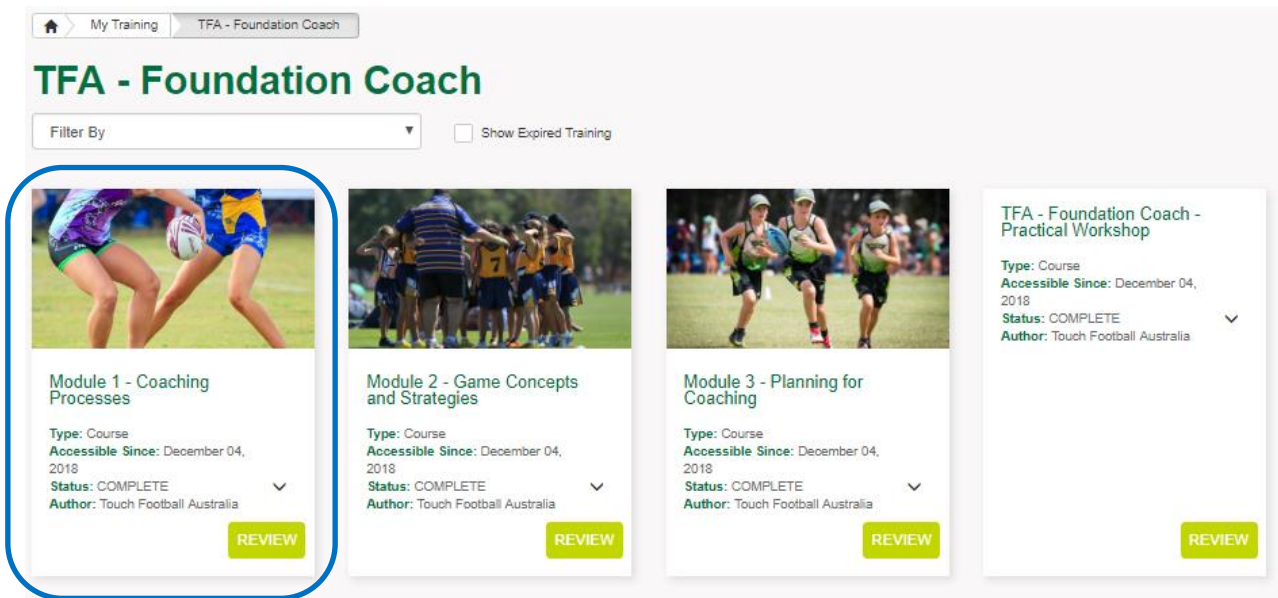 My Training
TFA - Foundation Coach
TFA - Foundation Coach
Filter By
Show Expired Training
Module 1 - Coaching
Processes
Type: Course
Accessible Since: December 04,
2018
Status: COMPLETE
Author: Touch Football Australia
REVIEW
Module 2 - Game Concepts
and Strategies
Type: Course
Accessible Since: December 04,
2018
Status: COMPLETE
Author: Touch Football Australia
REVIEW
Module 3 - Planning for
Coaching
Type: Course
Accessible Since: December 04,
2018
Status: COMPLETE
Author: Touch Football Australia
REVIEW
TFA - Foundation Coach -
Practical Workshop
Type: Course
Accessible Since: December 04,
2018
Status: COMPLETE
Author: Touch Football Australia
REVIEW
7